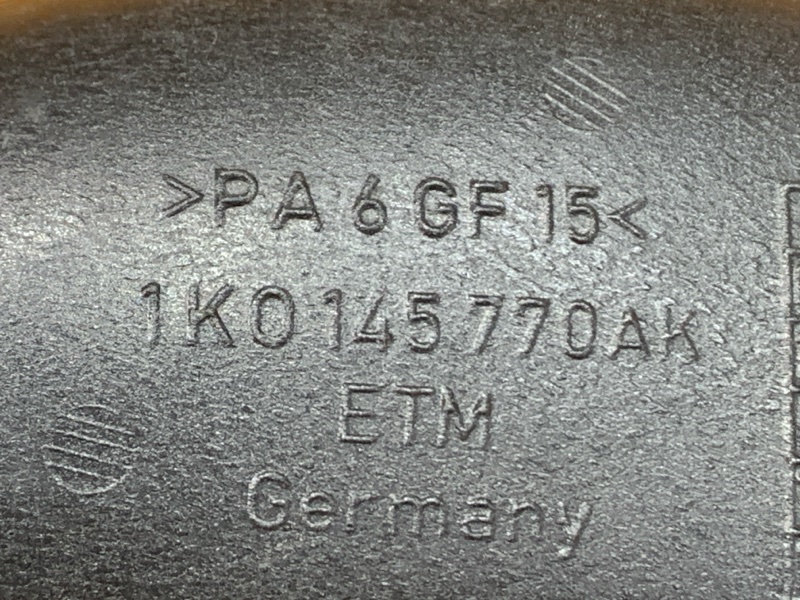 >PA 6 GF 15<
1K0 145 770AK
ETM
Germany